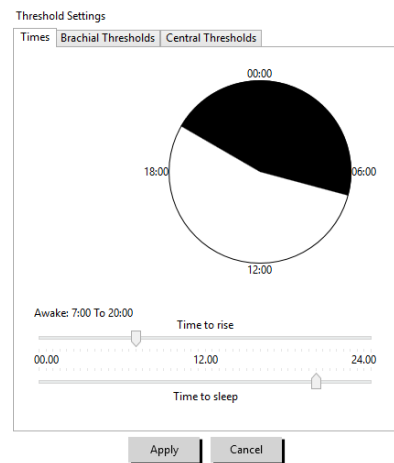 Threshold Settings
Times Brachial Thresholds Central Thresholds
00:00
18:00 06:00
12:00
Awake: 7:00 To 20:00
Time to rise
00.00 12.00 24.00
Time to sleep
Apply Cancel